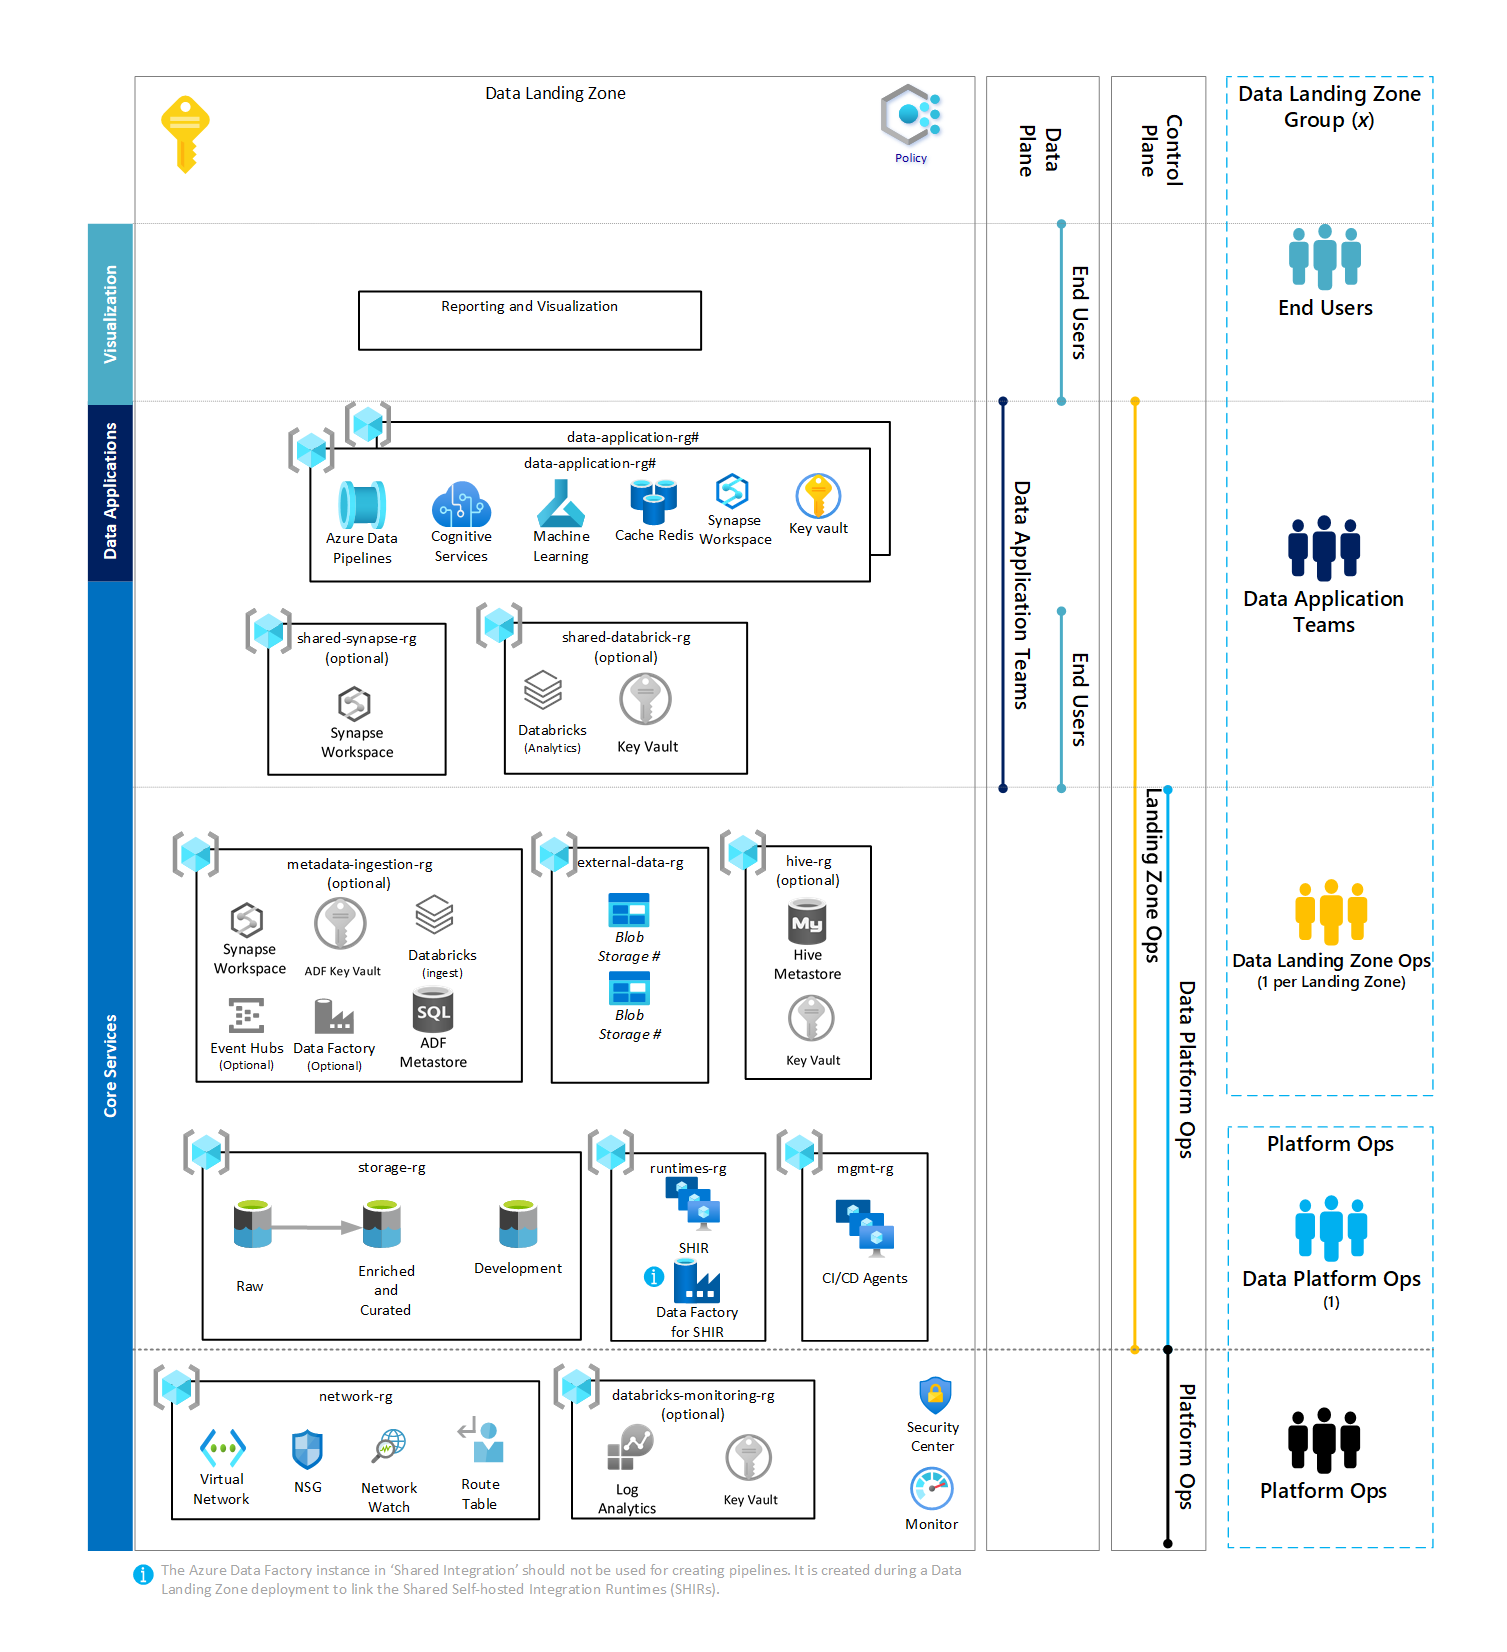 Data Landing Zone
Policy
Data
Plane
Control
Plane
Data Landing Zone
Group (x)
Visualization
Reporting and Visualization
End Users
End Users
Data Applications
data-application-rg#
data-application-rg#
Azure Data
Pipelines
Cognitive
Services
Machine
Learning
Cache Redis
Synapse
Workspace
Key vault
Data Application Teams
Data Application
Teams
Core Services
shared-synapse-rg
(optional)
Synapse
Workspace
shared-databrick-rg
(optional)
Databricks
(Analytics)
Key Vault
End Users
metadata-ingestion-rg
(optional)
Synapse
Workspace
ADF Key Vault
Databricks
(ingest)
Event Hubs
(Optional)
Data Factory
(Optional)
SQL
ADF
Metastore
external-data-rg
Blob
Storage #
Blob
Storage #
hive-rg
(optional)
My
Hive
Metastore
Key Vault
Landing Zone Ops
Data Platform Ops
Data Landing Zone Ops
(1 per Landing Zone)
storage-rg
Raw
Enriched
and
Curated
Development
runtimes-rg
SHIR
i
Data Factory
for SHIR
mgmt-rg
CI/CD Agents
Platform Ops
Data Platform Ops
(1)
network-rg
Virtual
Network
NSG
Network
Watch
Route
Table
databricks-monitoring-rg
(optional)
Log
Analytics
Key Vault
Security
Center
Monitor
Platform Ops
Platform Ops
i The Azure Data Factory instance in ‘Shared Integration’ should not be used for creating pipelines. It is created during a Data
Landing Zone deployment to link the Shared Self-hosted Integration Runtimes (SHIRs).